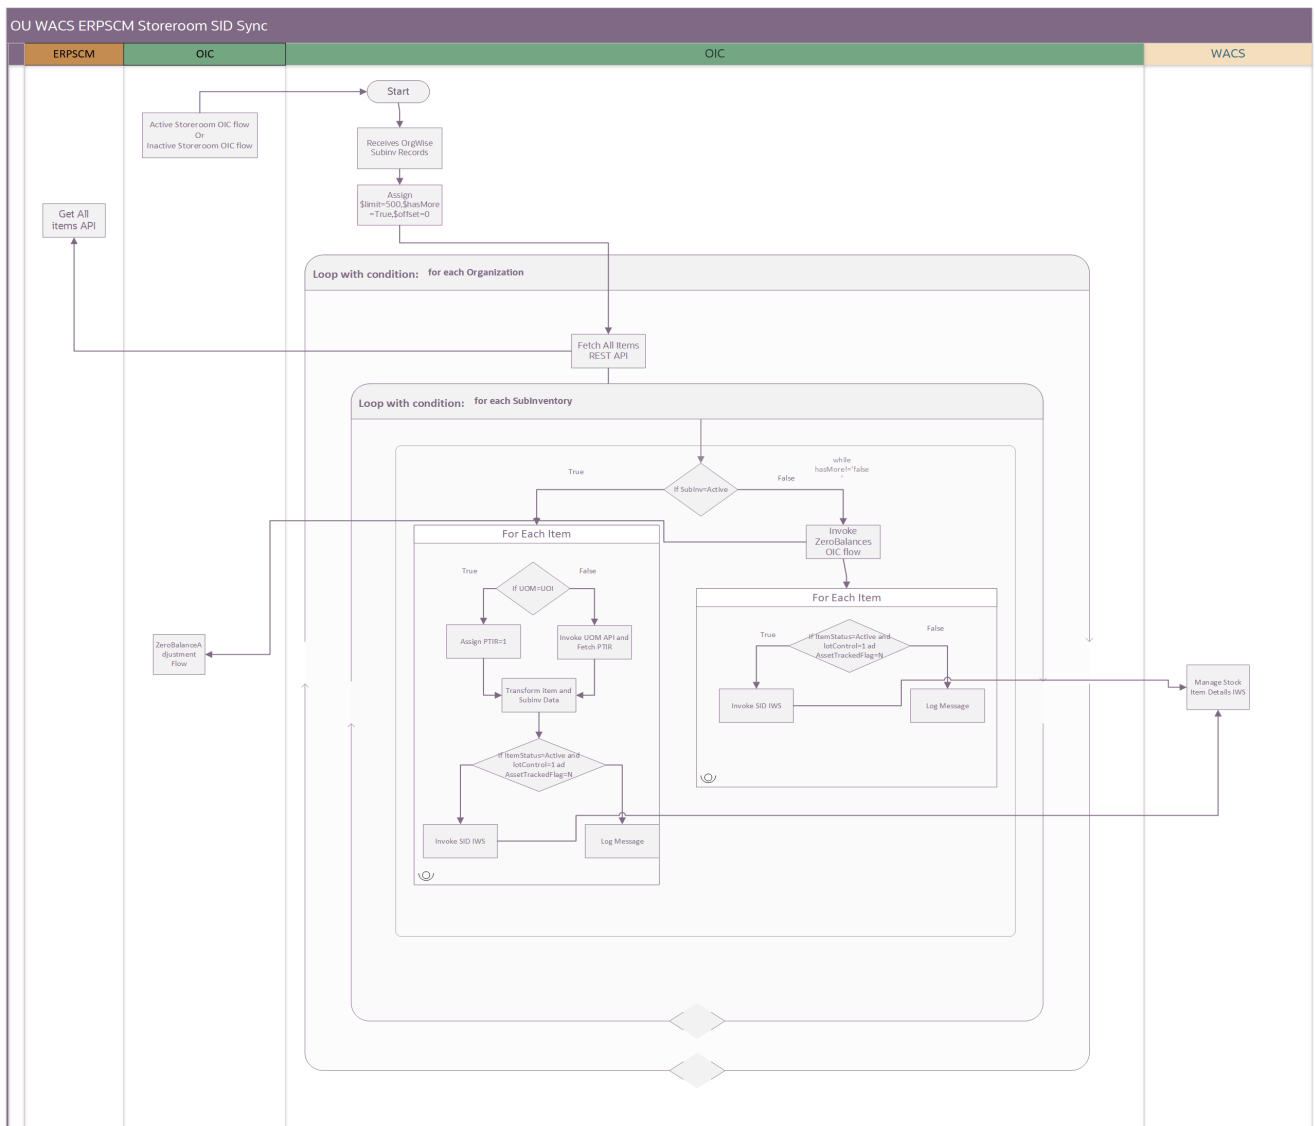 OU WACS ERPSCM Storeroom SID Sync
ERPSCM
OIC
OIC
WACS
Start
Active Storeroom OIC flow
Or
Inactive Storeroom OIC flow
Receives OrgWise
Subinv Records
Assign
$limit=500,$hasMore
=True,$offset=0
Get All
items API
Loop with condition: for each Organization
Fetch All Items
REST API
Loop with condition: for each SubInventory
while
hasMore!='false
'
True
If SubInv=Active
False
For Each Item
Invoke
ZeroBalances
OIC flow
True
If UOM=UOI
False
For Each Item
Assign PTIR=1
Invoke UOM API and
Fetch PTIR
True
If ItemStatus=Active and
lotControl=1 ad
AssetTrackedFlag=N
False
ZeroBalanceA
djustment
Flow
Transform item and
Subinv Data
Invoke SID IWS
Log Message
Manage Stock
Item Details IWS
If ItemStatus=Active and
lotControl=1 ad
AssetTrackedFlag=N
Invoke SID IWS
Log Message